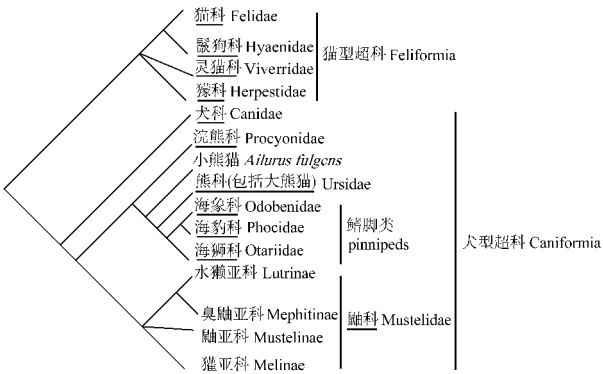 猫科 Felidae
鬣狗科 Hyaenidae
灵猫科 Viverridae
獴科 Herpestidae
猫型超科 Feliformia
犬科 Canidae
浣熊科 Procyonidae
小熊猫 Ailurus fulgcns
熊科(包括大熊猫) Ursidae
海象科 Odobenidae
海豹科 Phocidae
海狮科 Otariidae
鳍脚类
pinnipeds
犬型超科 Caniformia
水獭亚科 Lutrinae
臭鼬亚科 Mephitinae
鼬亚科 Mustelinae
獾亚科 Melinae
鼬科 Mustelidae